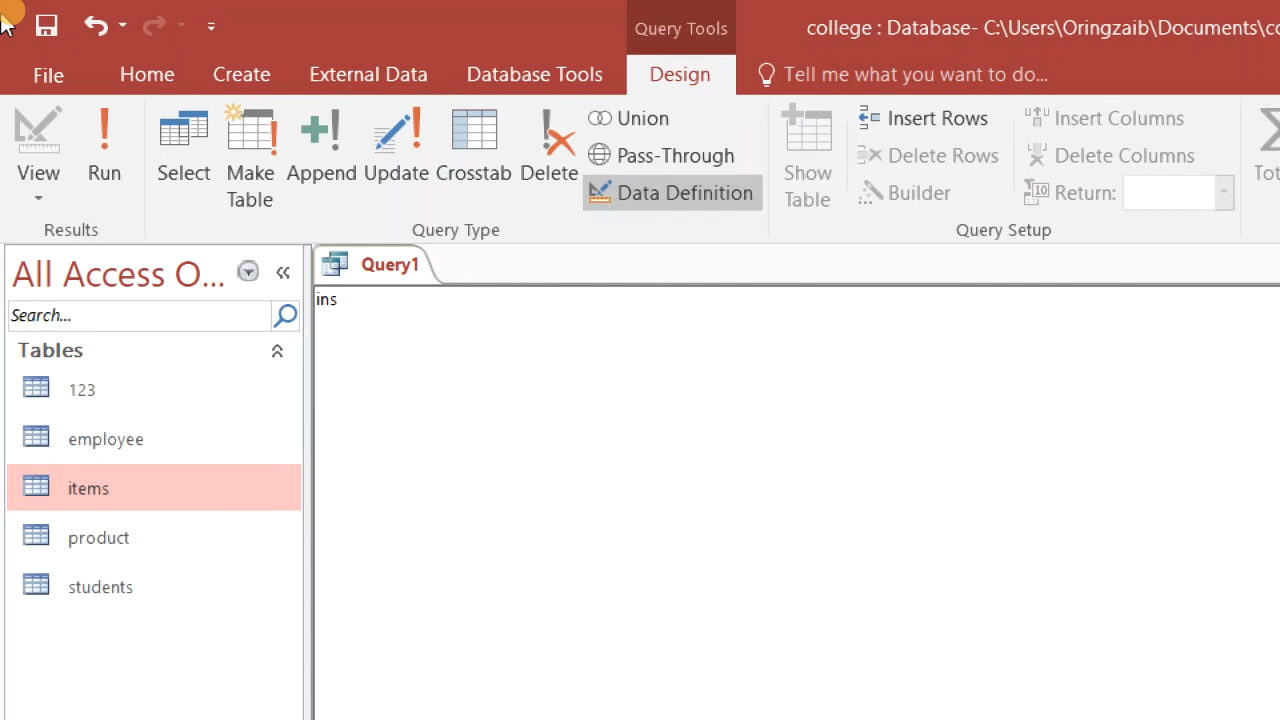 Query Tools
college : Database- C:\Users\Oringzaib\Documents\co
File
Home
Create
External Data
Database Tools
Design
Tell me what you want to do...
View
Run
Select
Make
Table
Append
Update
Crosstab
Delete
Union
Pass-Through
Data Definition
Show
Table
Insert Rows
Delete Rows
Builder
Insert Columns
Delete Columns
Return:
Tot
Results
Query Type
Query Setup
All Access O...
Search...
Tables
123
employee
items
product
students
Query1
ins